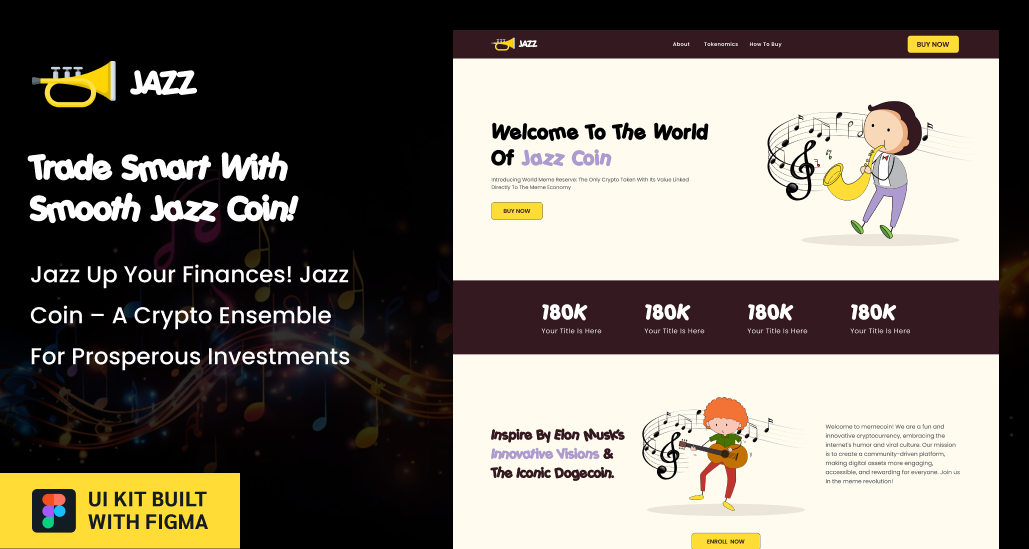 JAZZ
Trade Smart With
Smooth Jazz Coin!
Jazz Up Your Finances! Jazz
Coin – A Crypto Ensemble
For Prosperous Investments
UI KIT BUILT
WITH FIGMA
JAZZ
About Tokenomics How To Buy
BUY NOW
Welcome To The World
Of Jazz Coin
Introducing World Meme Reserve: The Only Crypto Token With Its Value Linked
Directly To The Meme Economy
BUY NOW
180K 180K 180K 180K
Your Title Is Here Your Title Is Here Your Title Is Here Your Title Is Here
Inspire By Elon Musk's
Innovative Visions &
The Iconic Dogecoin.
Welcome to memecoin! We are a fun and
innovative cryptocurrency, embracing the
internet's humor and viral culture. Our mission
is to create a community-driven platform,
making digital assets more engaging,
accessible, and rewarding for everyone. Join us
in the meme revolution!
ENROLL NOW